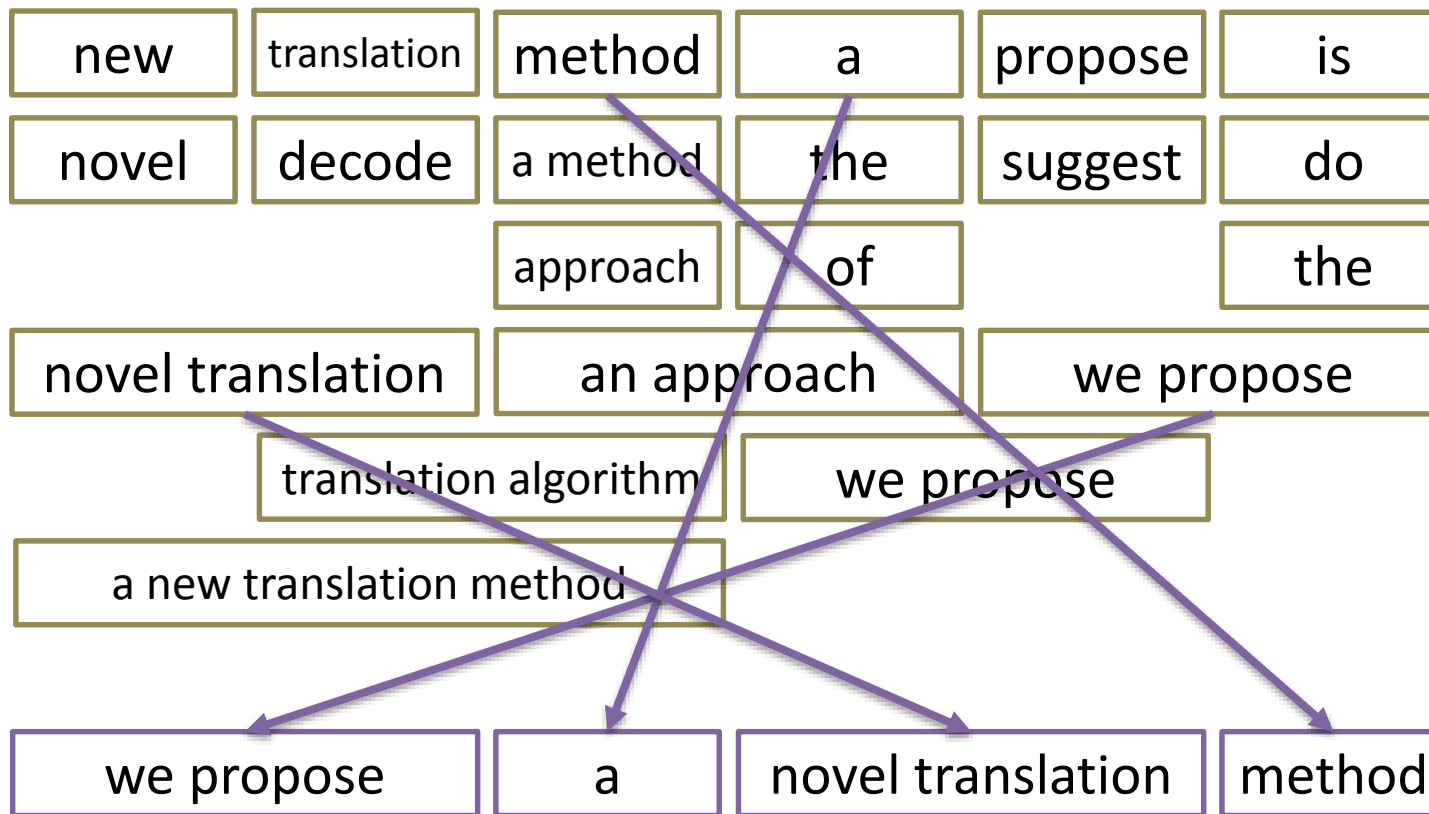 new translation method a propose is
novel decode a method the suggest do
approach of the
novel translation an approach we propose
translation algorithm we propose
a new translation method
we propose a novel translation method